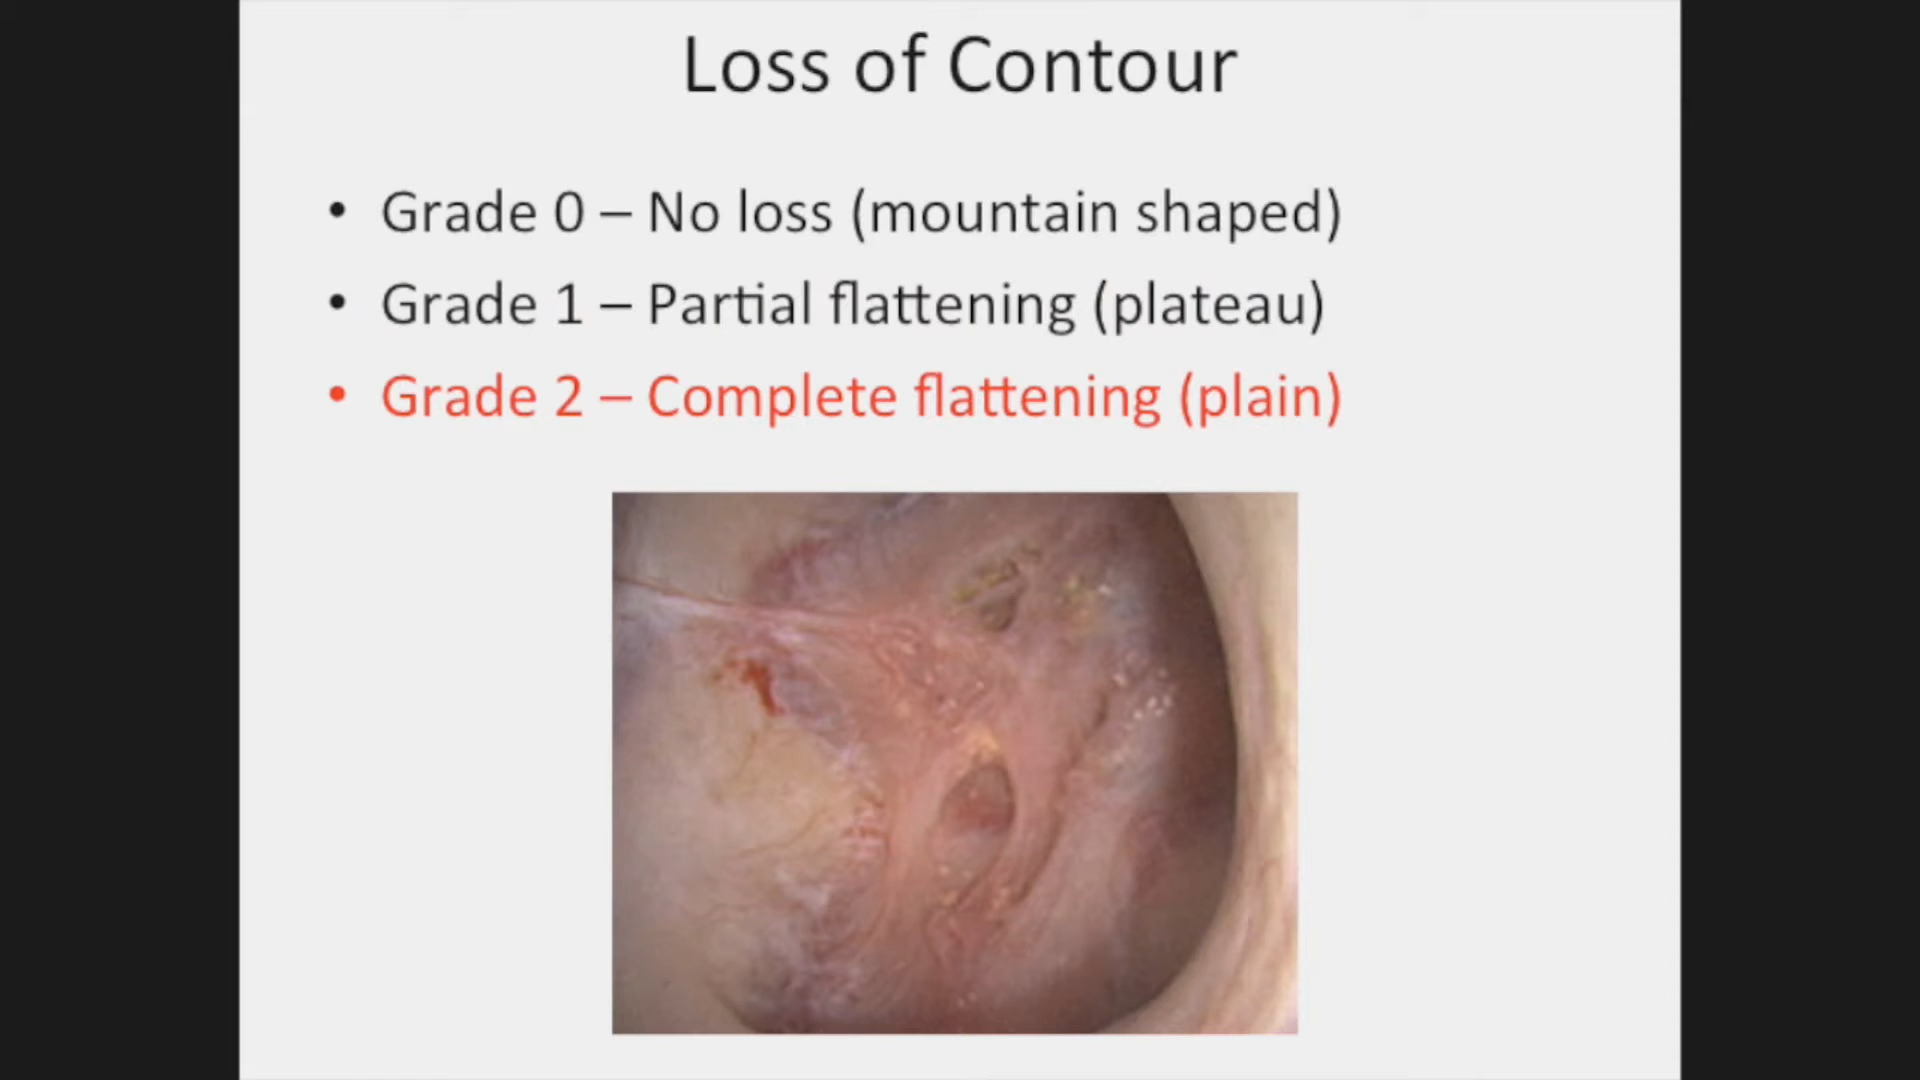 Loss of Contour
• Grade 0 – No loss (mountain shaped)
• Grade 1 – Partial flattening (plateau)
• Grade 2 – Complete flattening (plain)